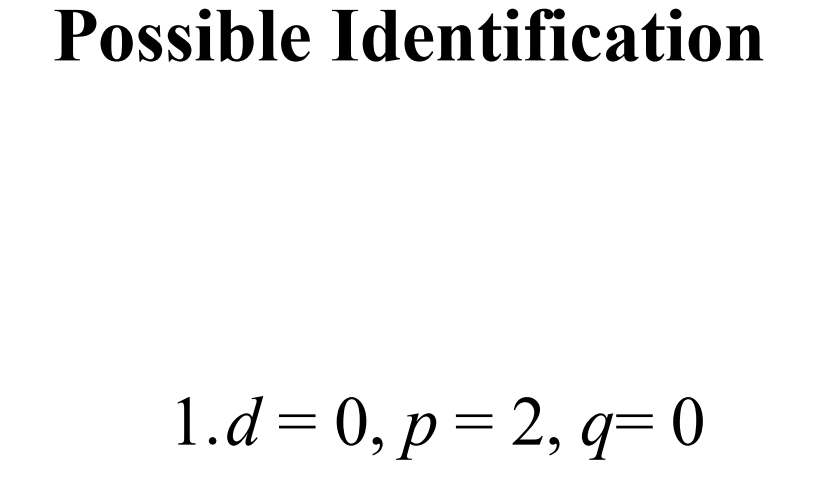 Possible Identification
1. d = 0, p = 2, q= 0